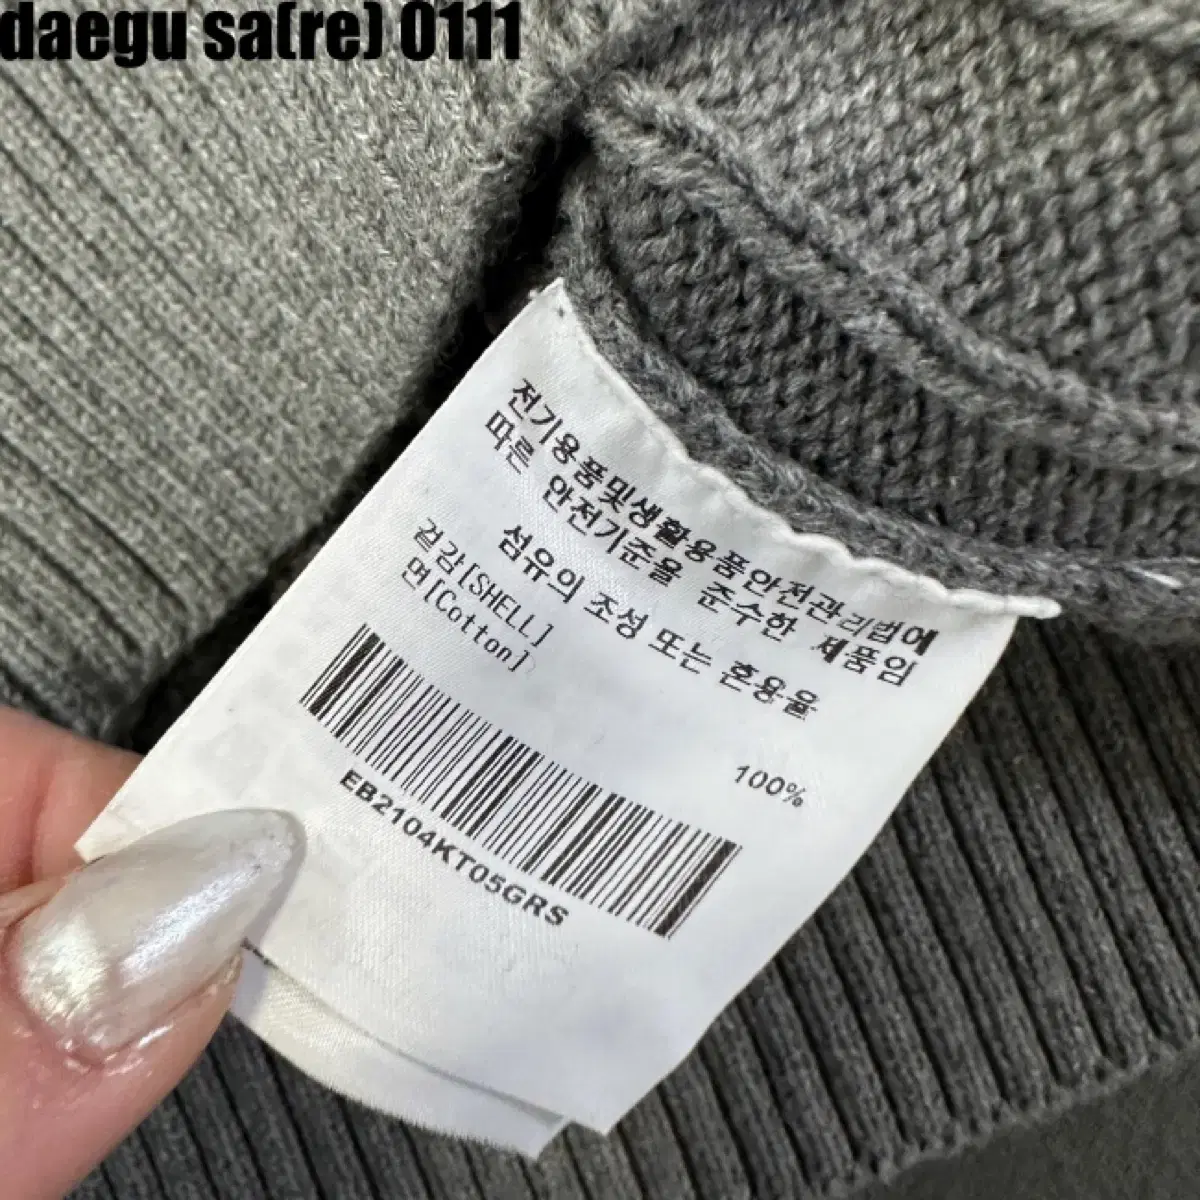 daegu sa(re) 0111
전기용품및생활용품안전관리법에
따른 안전기준을 준수한 제품임
섬유의 조성 또는 혼용율
겉감[SHELL]
면[Cotton] 100%
EB2104KT05GRS